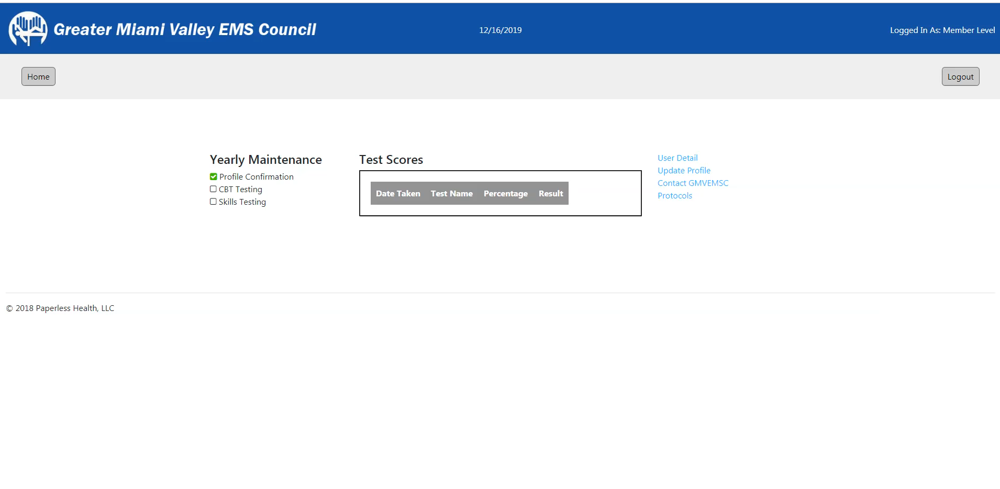 Greater Miami Valley EMS Council
12/16/2019
Logged In As: Member Level
Home
Logout
Yearly Maintenance
Profile Confirmation
CBT Testing
Skills Testing
Test Scores
Date Taken Test Name Percentage Result
User Detail
Update Profile
Contact GMVEMSC
Protocols
© 2018 Paperless Health, LLC